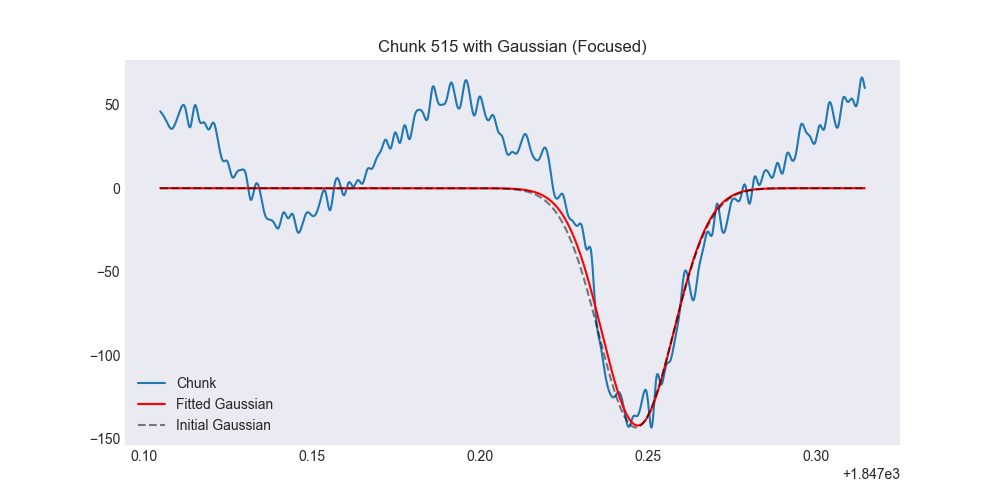 Chunk 515 with Gaussian (Focused)
50
0
−50
−100
−150
Chunk
Fitted Gaussian
Initial Gaussian
0.10 0.15 0.20 0.25 0.30
+1.847e3